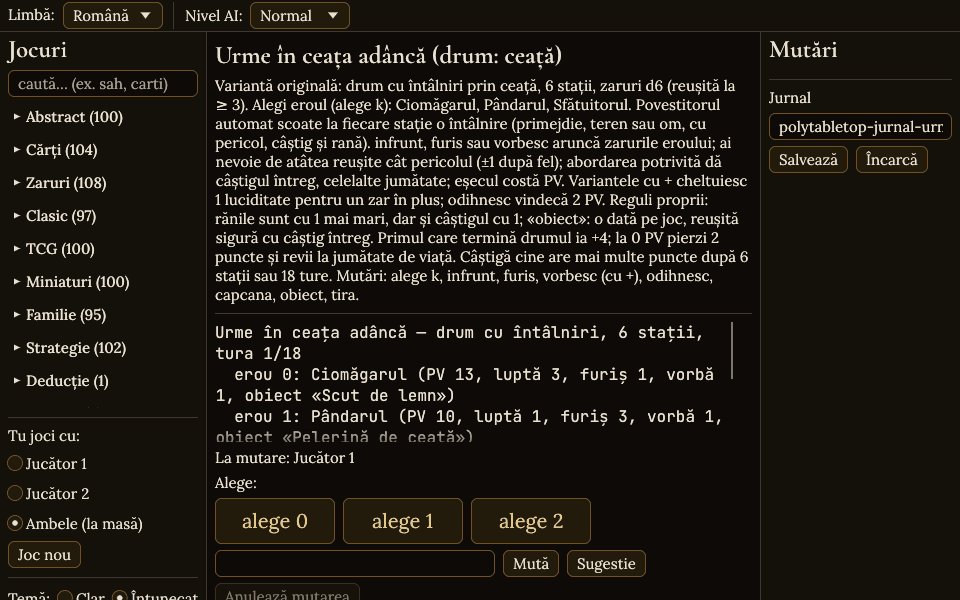 Limbă: Română ▼ Nivel AI: Normal ▼
Jocuri
caută... (ex. sah, carti)
▸ Abstract (100)
▸ Cărți (104)
▸ Zaruri (108)
▸ Clasic (97)
▸ TCG (100)
▸ Miniaturi (100)
▸ Familie (95)
▸ Strategie (102)
▸ Deducție (1)
Tu joci cu:
Jucător 1
Jucător 2
Ambele (la masă)
Joc nou
Temă: Clar Întunecat
Urme în ceața adâncă (drum: ceață)
Variantă originală: drum cu întâlniri prin ceață, 6 stații, zaruri d6 (reușită la
≥ 3). Alegi eroul (alege k): Ciomăgarul, Pândarul, Sfătuitorul. Povestitorul
automat scoate la fiecare stație o întâlnire (primejdie, teren sau om, cu
pericol, câștig și rană). infrunt, furis sau vorbesc aruncă zarurile eroului; ai
nevoie de atâtea reușite cât pericolul (±1 după fel); abordarea potrivită dă
câștigul întreg, celelalte jumătate; eșecul costă PV. Variantele cu + cheltuiesc
1 luciditate pentru un zar în plus; odihnesc vindecă 2 PV. Reguli proprii:
rănile sunt cu 1 mai mari, dar și câștigul cu 1; «obiect»: o dată pe joc, reușită
sigură cu câștig întreg. Primul care termină drumul ia +4; la 0 PV pierzi 2
puncte și revii la jumătate de viață. Câștigă cine are mai multe puncte după 6
stații sau 18 ture. Mutări: alege k, infrunt, furis, vorbesc (cu +), odihnesc,
capcana, obiect, tira.
Urme în ceața adâncă — drum cu întâlniri, 6 stații,
tura 1/18
erou 0: Ciomăgarul (PV 13, luptă 3, furiș 1, vorbă
1, obiect «Scut de lemn»)
erou 1: Pândarul (PV 10, luptă 1, furiș 3, vorbă 1,
obiect «Pelerină de ceață»)
La mutare: Jucător 1
Alege:
alege 0 alege 1 alege 2
Mută Sugestie
Anulează mutarea
Mutări
Jurnal
polytabletop-jurnal-urr
Salvează Încarcă